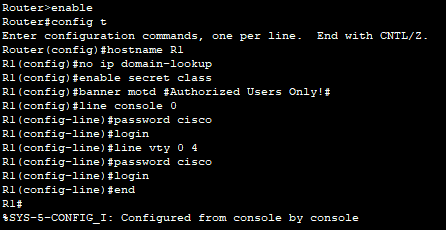 Router>enable
Router#config t
Enter configuration commands, one per line.  End with CNTL/Z.
Router(config)#hostname R1
R1(config)#no ip domain-lookup
R1(config)#enable secret class
R1(config)#banner motd #Authorized Users Only!#
R1(config)#line console 0
R1(config-line)#password cisco
R1(config-line)#login
R1(config-line)#line vty 0 4
R1(config-line)#password cisco
R1(config-line)#login
R1(config-line)#end
R1#
%SYS-5-CONFIG_I: Configured from console by console